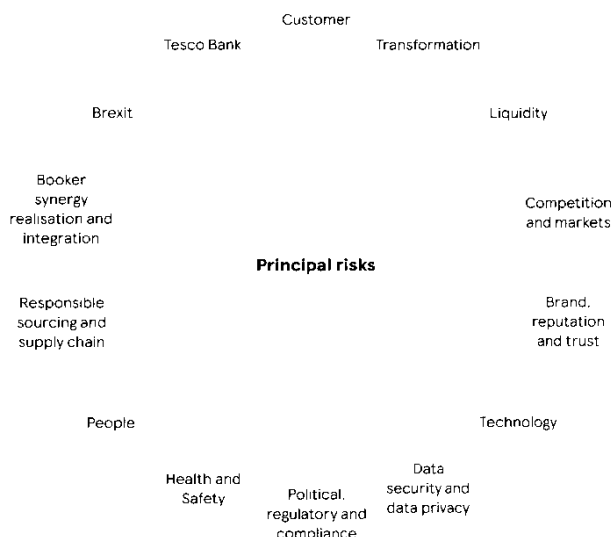 Customer
Tesco Bank
Transformation
Brexit
Liquidity
Booker
synergy
realisation and
integration
Competition
and markets
Principal risks
Responsible
sourcing and
supply chain
Brand,
reputation
and trust
People
Technology
Health and
Safety
Political,
regulatory and
compliance
Data
security and
data privacy